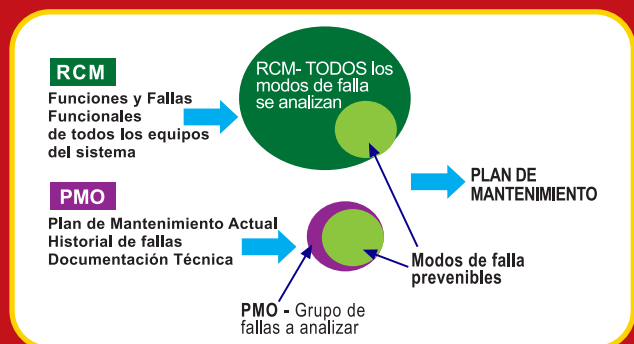 RCM
Funciones y Fallas
Funcionales
de todos los equipos
del sistema
RCM- TODOS los
modos de falla
se analizan
PLAN DE
MANTENIMIENTO
PMO
Plan de Mantenimiento Actual
Historial de fallas
Documentación Técnica
Modos de falla
prevenibles
PMO - Grupo de
fallas a analizar